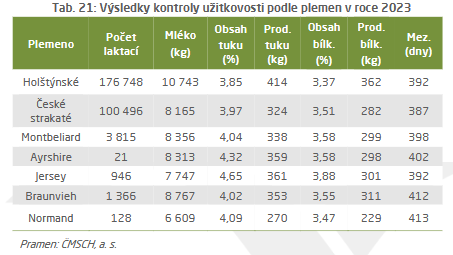 Tab. 21: Výsledky kontroly užitkovosti podle plemen v roce 2023
Plemeno Počet laktací Mléko (kg) Obsah tuku (%) Prod. tuku (kg) Obsah bílk. (%) Prod. bílk. (kg) Mez. (dny)
Holštýnské 176 748 10 743 3,85 414 3,37 362 392
České strakaté 100 496 8 165 3,97 324 3,51 282 387
Montbeliard 3 815 8 356 4,04 338 3,58 299 398
Ayrshire 21 8 313 4,32 359 3,58 298 402
Jersey 946 7 747 4,65 361 3,88 301 392
Braunvieh 1 366 8 767 4,02 353 3,55 311 412
Normand 128 6 609 4,09 270 3,47 229 413
Pramen: ČMSCH, a. s.